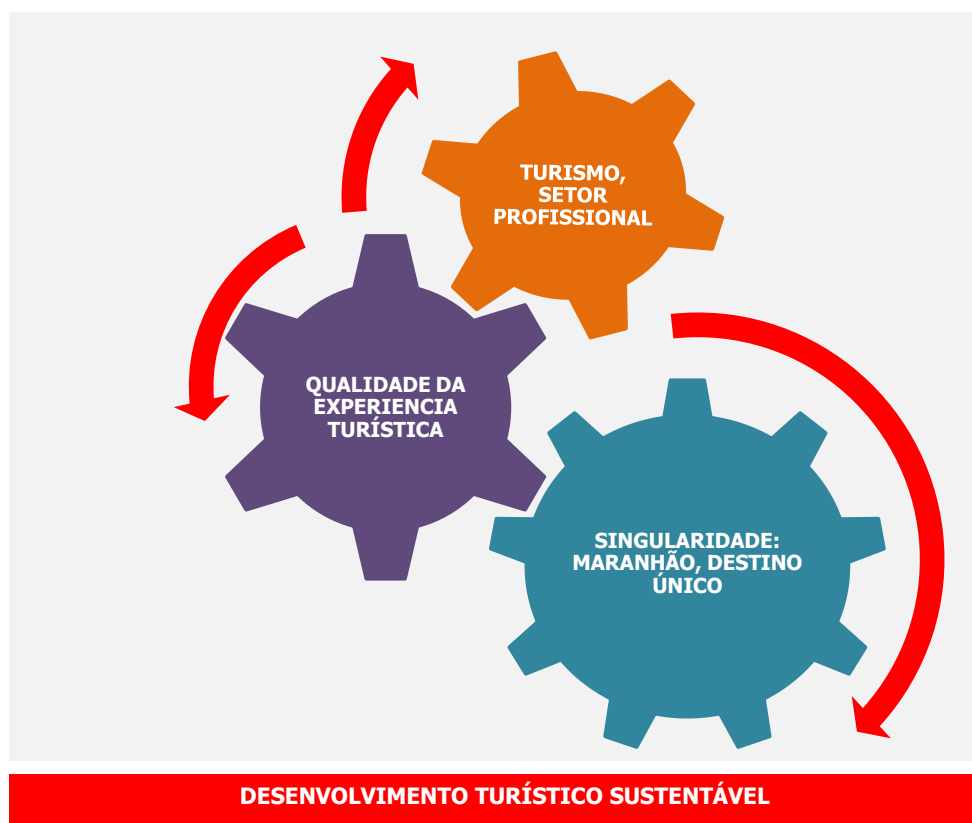 TURISMO,
SETOR
PROFISSIONAL
QUALIDADE DA
EXPERIENCIA
TURÍSTICA
SINGULARIDADE:
MARANHÃO, DESTINO
ÚNICO
DESENVOLVIMENTO TURÍSTICO SUSTENTÁVEL